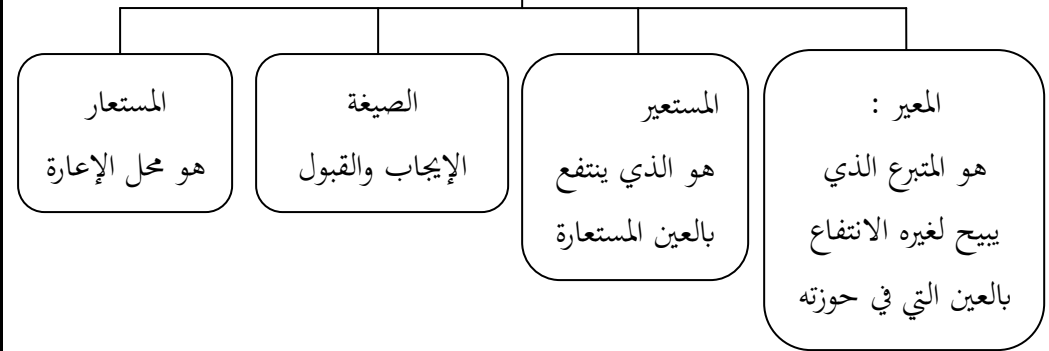 المعير :
هو المتبرع الذي
يبيح لغيره الانتفاع
بالعين التي في حوزته
المستعير
هو الذي ينتفع
بالعين المستعارة
الصيغة
الإيجاب والقبول
المستعار
هو محل الإعارة